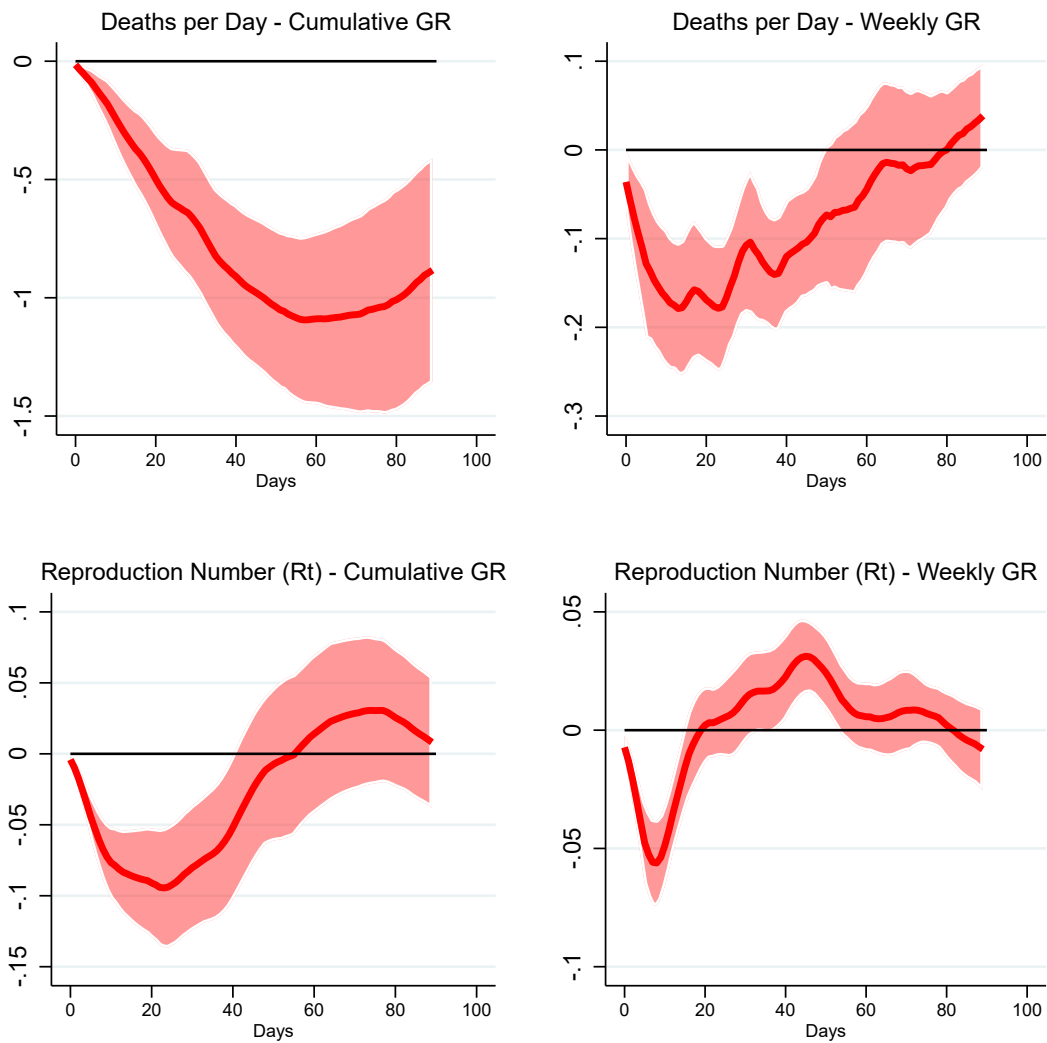 Deaths per Day - Cumulative GR
0
-.5
-1
-1.5
0 20 40 60 80 100
Days
Deaths per Day - Weekly GR
.1
0
-.1
-.2
-.3
0 20 40 60 80 100
Days
Reproduction Number (Rt) - Cumulative GR
.1
.05
0
-.05
-.1
-.15
0 20 40 60 80 100
Days
Reproduction Number (Rt) - Weekly GR
.05
0
-.05
-.1
0 20 40 60 80 100
Days